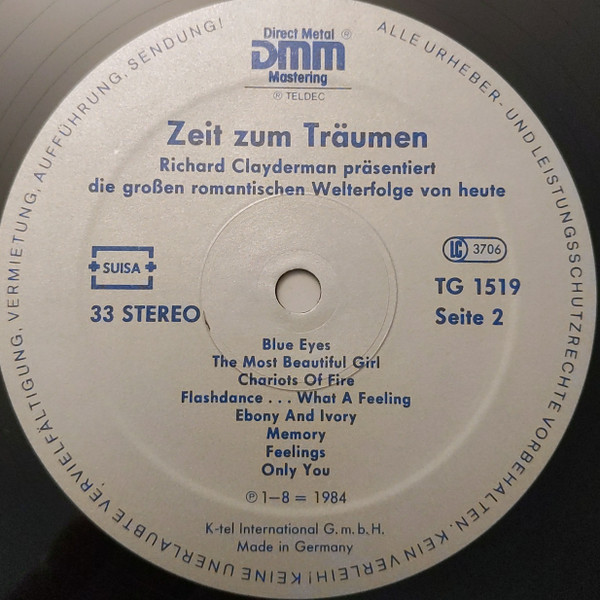 Direct Metal ®
DMM
Mastering
℗ TELDEC
Zeit zum Träumen
Richard Clayderman präsentiert
die großen romantischen Welterfolge von heute
SUISA
LC 3706
33 STEREO
TG 1519
Seite 2
Blue Eyes
The Most Beautiful Girl
Chariots Of Fire
Flashdance . . . What A Feeling
Ebony And Ivory
Memory
Feelings
Only You
℗ 1–8 = 1984
K-tel International G.m.b.H.
Made in Germany
ALLE URHEBER- UND LEISTUNGSSCHUTZRECHTE VORBEHALTEN. KEIN VERLEIH! KEINE UNERLAUBTE VERVIELFÄLTIGUNG, VERMIETUNG, AUFFÜHRUNG, SENDUNG!